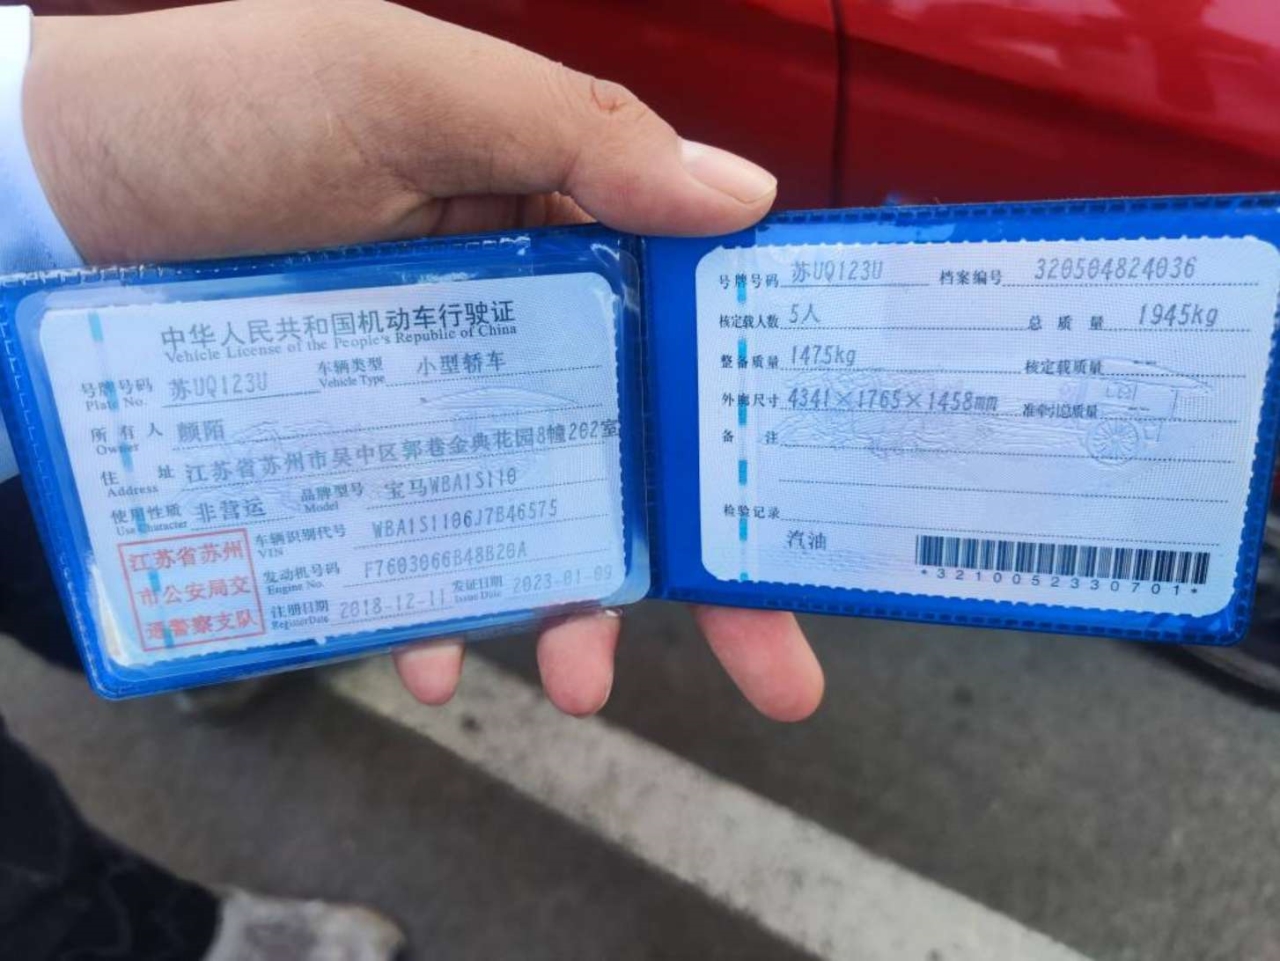 中华人民共和国机动车行驶证
Vehicle License of the People's Republic of China
号牌号码 苏UQ123U 车辆类型 小型轿车
Plate No. Vehicle Type
所有人 颜陌
Owner
住址 江苏省苏州市吴中区郭巷金典花园8幢202室
Address
使用性质 非营运 品牌型号 宝马WBA1S110
Use Character Model
江苏省苏州
市公安局交
通警察支队
车辆识别代号 WBA1S1106J7B46575
VIN
发动机号码 F7603066B48B20A
Engine No.
注册日期 2018-12-11 发证日期 2023-01-09
Register Date Issue Date
号牌号码 苏UQ123U 档案编号 320504824036
核定载人数 5人 总质量 1945kg
整备质量 1475kg 核定载质量 --
外廓尺寸 4341×1765×1458mm 准牵引总质量 --
备注
检验记录
汽油
*3210052330701*